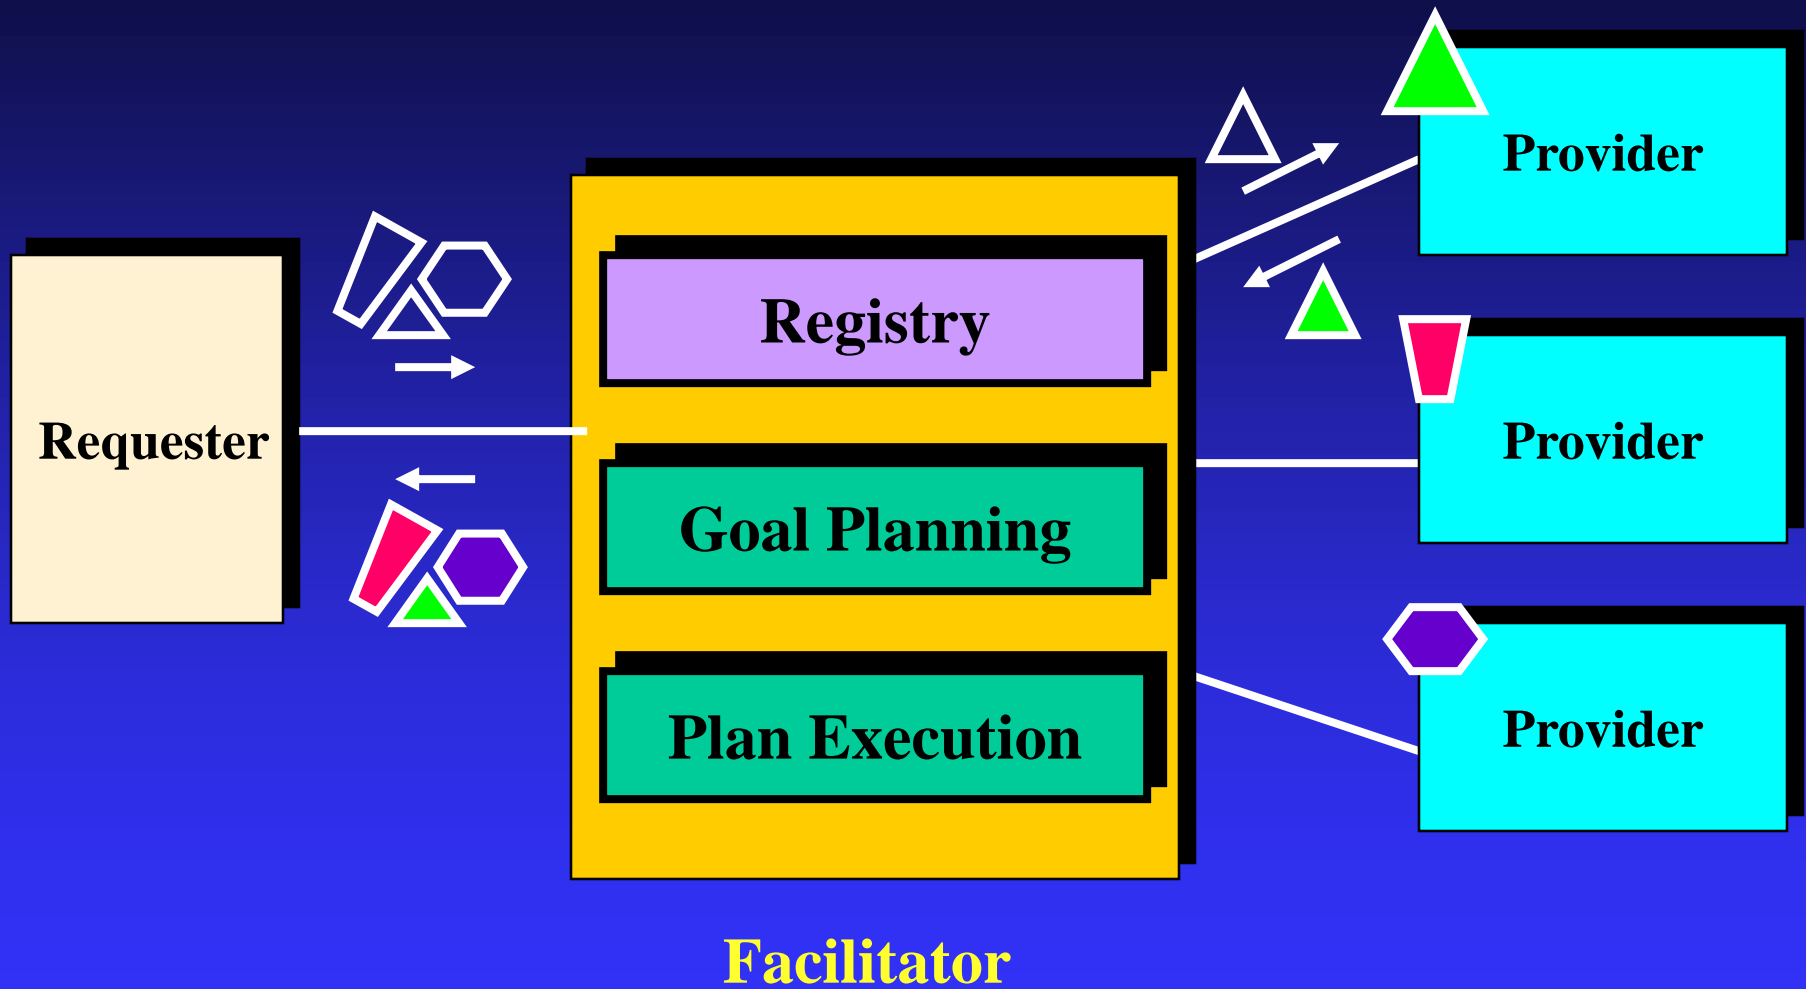 Requester
Registry
Goal Planning
Plan Execution
Provider
Provider
Provider
Facilitator